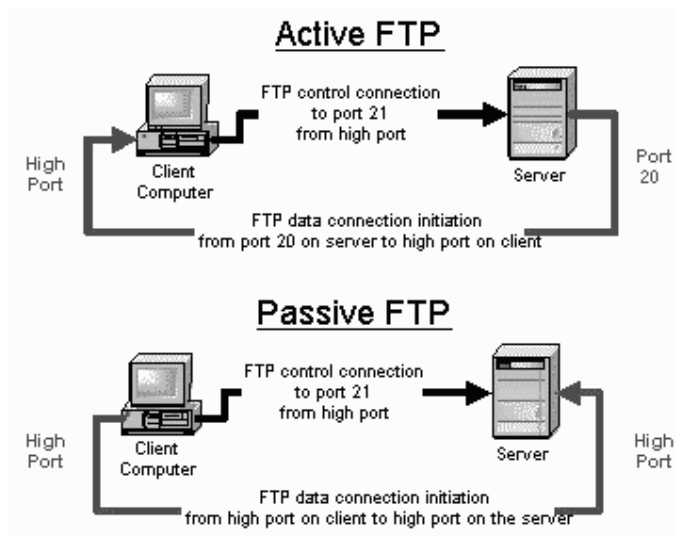 Active FTP
FTP control connection
to port 21
from high port
High
Port
Client
Computer
Server
Port
20
FTP data connection initiation
from port 20 on server to high port on client
Passive FTP
FTP control connection
to port 21
from high port
High
Port
Client
Computer
Server
High
Port
FTP data connection initiation
from high port on client to high port on the server